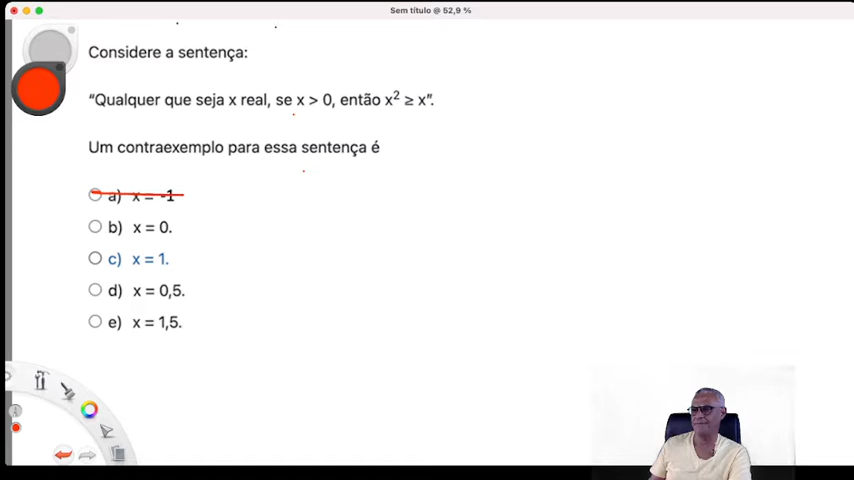 Sem título @ 52,9 %
Considere a sentença:
“Qualquer que seja x real, se x > 0, então x² ≥ x”.
Um contraexemplo para essa sentença é
a) x = -1
b) x = 0.
c) x = 1.
d) x = 0,5.
e) x = 1,5.